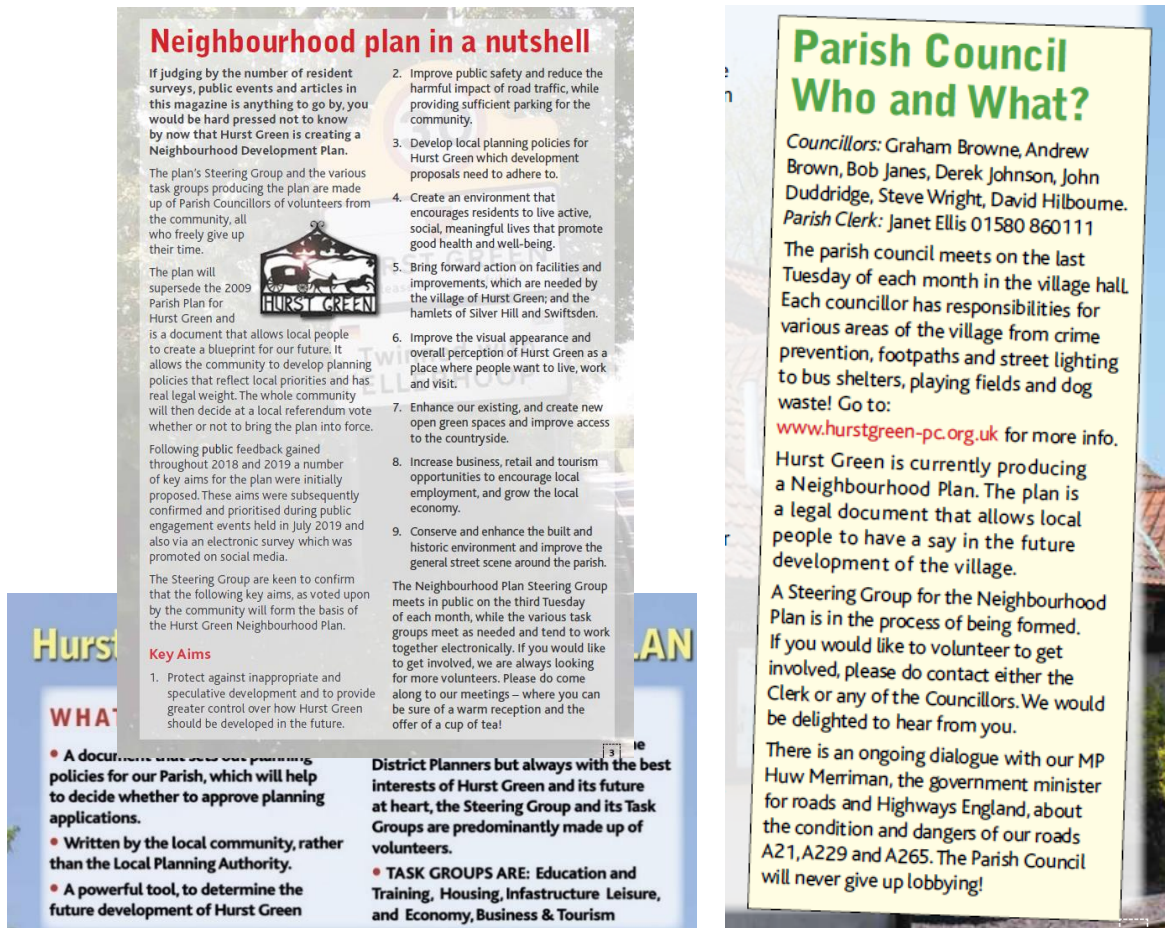 Neighbourhood plan in a nutshell
If judging by the number of resident
surveys, public events and articles in
this magazine is anything to go by, you
would be hard pressed not to know
by now that Hurst Green is creating a
Neighbourhood Development Plan.
The plan's Steering Group and the various
task groups producing the plan are made
up of Parish Councillors of volunteers from
the community, all
who freely give up
their time.
The plan will
supersede the 2009
Parish Plan for
Hurst Green and
is a document that allows local people
to create a blueprint for our future. It
allows the community to develop planning
policies that reflect local priorities and has
real legal weight. The whole community
will then decide at a local referendum vote
whether or not to bring the plan into force.
Following public feedback gained
throughout 2018 and 2019 a number
of key aims for the plan were initially
proposed. These aims were subsequently
confirmed and prioritised during public
engagement events held in July 2019 and
also via an electronic survey which was
promoted on social media.
The Steering Group are keen to confirm
that the following key aims, as voted upon
by the community will form the basis of
the Hurst Green Neighbourhood Plan.
Key Aims
1. Protect against inappropriate and
speculative development and to provide
greater control over how Hurst Green
should be developed in the future.
HURST GREEN
2. Improve public safety and reduce the
harmful impact of road traffic, while
providing sufficient parking for the
community.
3. Develop local planning policies for
Hurst Green which development
proposals need to adhere to.
4. Create an environment that
encourages residents to live active,
social, meaningful lives that promote
good health and well-being.
5. Bring forward action on facilities and
improvements, which are needed by
the village of Hurst Green; and the
hamlets of Silver Hill and Swiftsden.
6. Improve the visual appearance and
overall perception of Hurst Green as a
place where people want to live, work
and visit.
7. Enhance our existing, and create new
open green spaces and improve access
to the countryside.
8. Increase business, retail and tourism
opportunities to encourage local
employment, and grow the local
economy.
9. Conserve and enhance the built and
historic environment and improve the
general street scene around the parish.
The Neighbourhood Plan Steering Group
meets in public on the third Tuesday
of each month, while the various task
groups meet as needed and tend to work
together electronically. If you would like
to get involved, we are always looking
for more volunteers. Please do come
along to our meetings – where you can
be sure of a warm reception and the
offer of a cup of tea!
3
Parish Council
Who and What?
Councillors: Graham Browne, Andrew
Brown, Bob Janes, Derek Johnson, John
Duddridge, Steve Wright, David Hilbourne.
Parish Clerk: Janet Ellis 01580 860111
The parish council meets on the last
Tuesday of each month in the village hall.
Each councillor has responsibilities for
various areas of the village from crime
prevention, footpaths and street lighting
to bus shelters, playing fields and dog
waste! Go to:
www.hurstgreen-pc.org.uk for more info.
Hurst Green is currently producing
a Neighbourhood Plan. The plan is
a legal document that allows local
people to have a say in the future
development of the village.
A Steering Group for the Neighbourhood
Plan is in the process of being formed.
If you would like to volunteer to get
involved, please do contact either the
Clerk or any of the Councillors. We would
be delighted to hear from you.
There is an ongoing dialogue with our MP
Huw Merriman, the government minister
for roads and Highways England, about
the condition and dangers of our roads
A21, A229 and A265. The Parish Council
will never give up lobbying!
• A document that sets out planning
policies for our Parish, which will help
to decide whether to approve planning
applications.
• Written by the local community, rather
than the Local Planning Authority.
• A powerful tool, to determine the
future development of Hurst Green
District Planners but always with the best
interests of Hurst Green and its future
at heart, the Steering Group and its Task
Groups are predominantly made up of
volunteers.
• TASK GROUPS ARE: Education and
Training, Housing, Infastructure Leisure,
and Economy, Business & Tourism